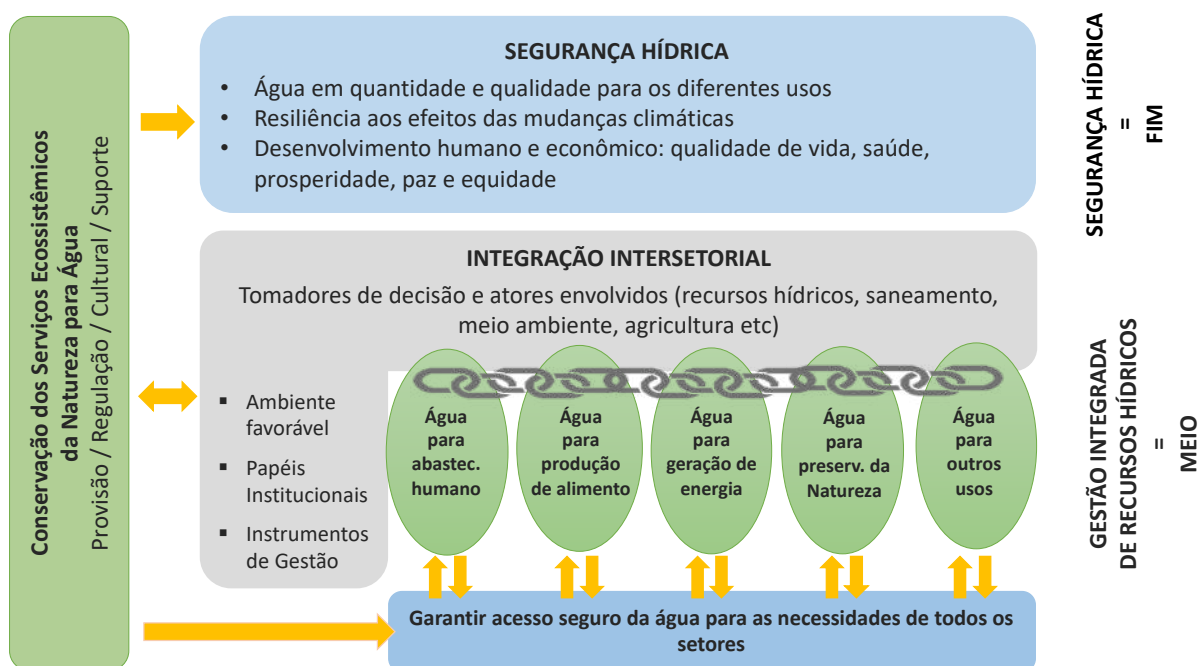 Conservação dos Serviços Ecossistêmicos
da Natureza para Água
Provisão / Regulação / Cultural / Suporte
SEGURANÇA HÍDRICA
• Água em quantidade e qualidade para os diferentes usos
• Resiliência aos efeitos das mudanças climáticas
• Desenvolvimento humano e econômico: qualidade de vida, saúde,
prosperidade, paz e equidade
SEGURANÇA HÍDRICA
=
FIM
INTEGRAÇÃO INTERSETORIAL
Tomadores de decisão e atores envolvidos (recursos hídricos, saneamento,
meio ambiente, agricultura etc)
▪ Ambiente
favorável
▪ Papéis
Institucionais
▪ Instrumentos
de Gestão
Água
para
abastec.
humano
Água
para
produção
de alimento
Água
para
geração de
energia
Água
para
preserv. da
Natureza
Água
para
outros
usos
GESTÃO INTEGRADA
DE RECURSOS HÍDRICOS
=
MEIO
Garantir acesso seguro da água para as necessidades de todos os
setores